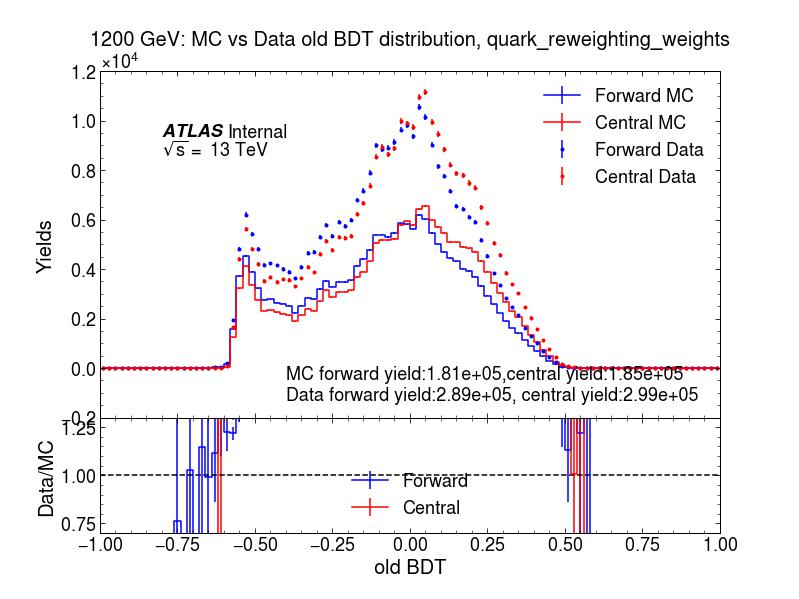 1200 GeV: MC vs Data old BDT distribution, quark_reweighting_weights
×10⁴
1.2
1.0
0.8
0.6
0.4
0.2
0.0
0.2
Yields
ATLAS Internal
√s = 13 TeV
Forward MC
Central MC
Forward Data
Central Data
MC forward yield:1.81e+05,central yield:1.85e+05
Data forward yield:2.89e+05, central yield:2.99e+05
1.25
1.00
0.75
Data/MC
Forward
Central
−1.00 −0.75 −0.50 −0.25 0.00 0.25 0.50 0.75 1.00
old BDT